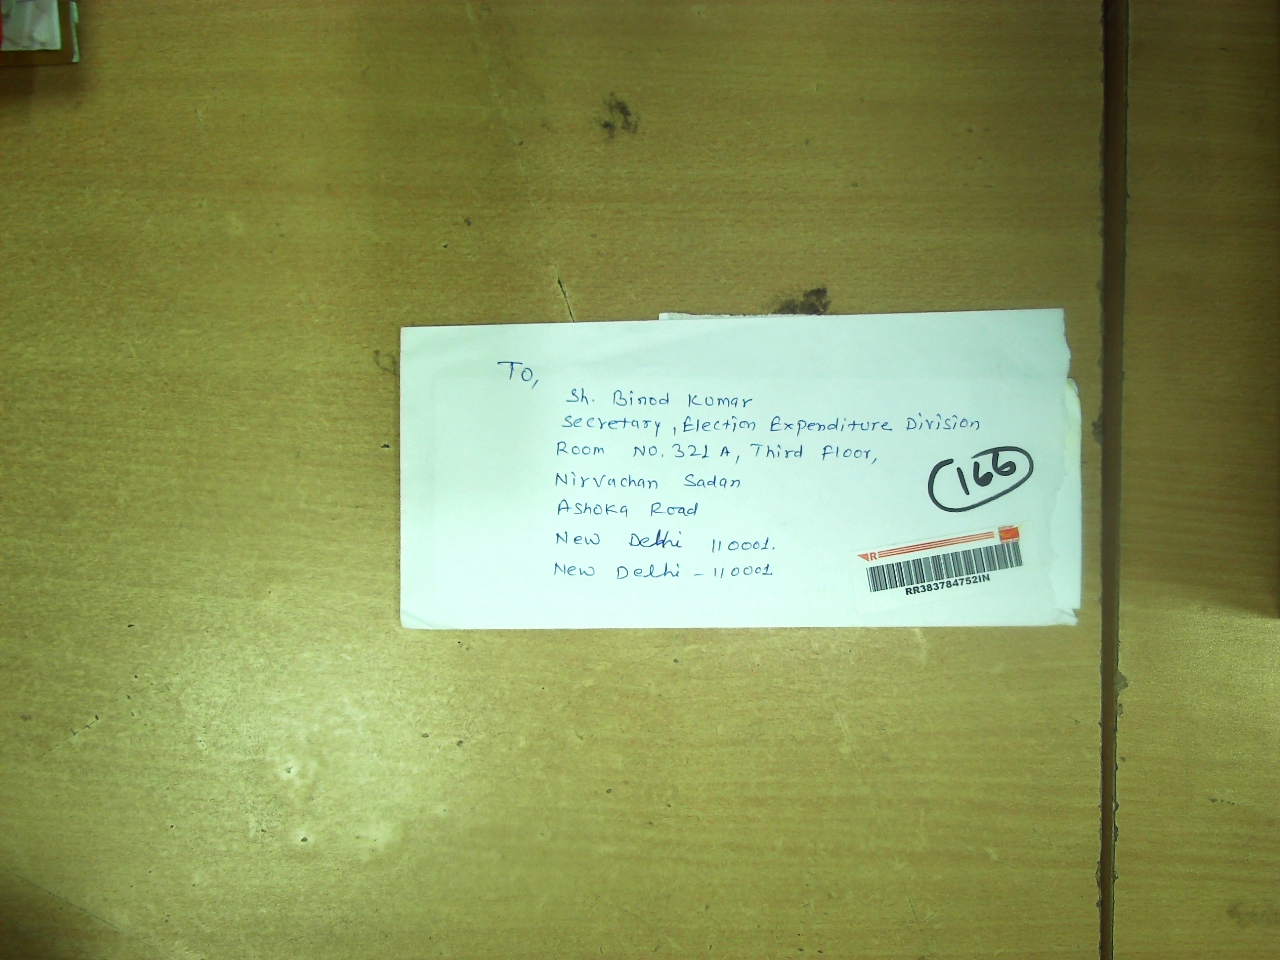 To,
Sh. Binod Kumar
Secretary, Election Expenditure Division
Room No. 321 A, Third floor,
Nirvachan Sadan
Ashoka Road
New Delhi 110001.
New Delhi - 110001
166
R
RR383784752IN